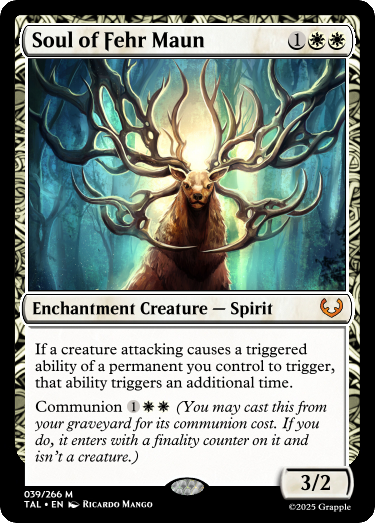 Soul of Fehr Maun 1
Enchantment Creature — Spirit
If a creature attacking causes a triggered
ability of a permanent you control to trigger,
that ability triggers an additional time.
Communion 1 (You may cast this from
your graveyard for its communion cost. If you
do, it enters with a finality counter on it and
isn't a creature.)
3/2
039/266 M
TAL • EN Ricardo Mango
©2025 Grapple